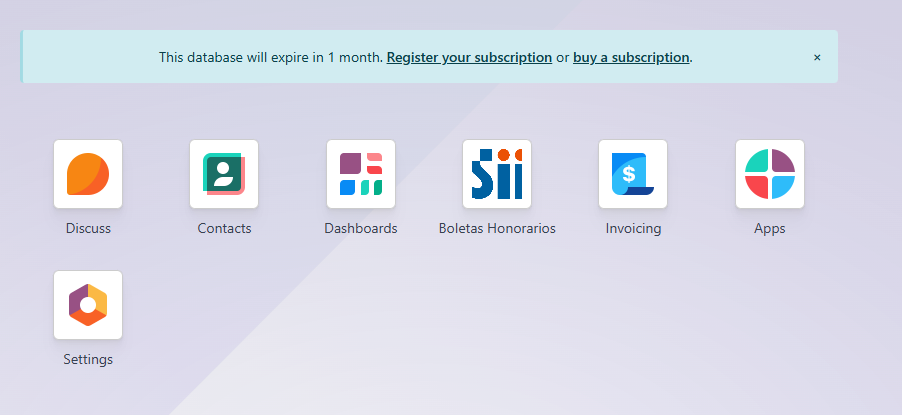 This database will expire in 1 month. Register your subscription or buy a subscription.
×
Sii
$
Discuss
Contacts
Dashboards
Boletas Honorarios
Invoicing
Apps
Settings